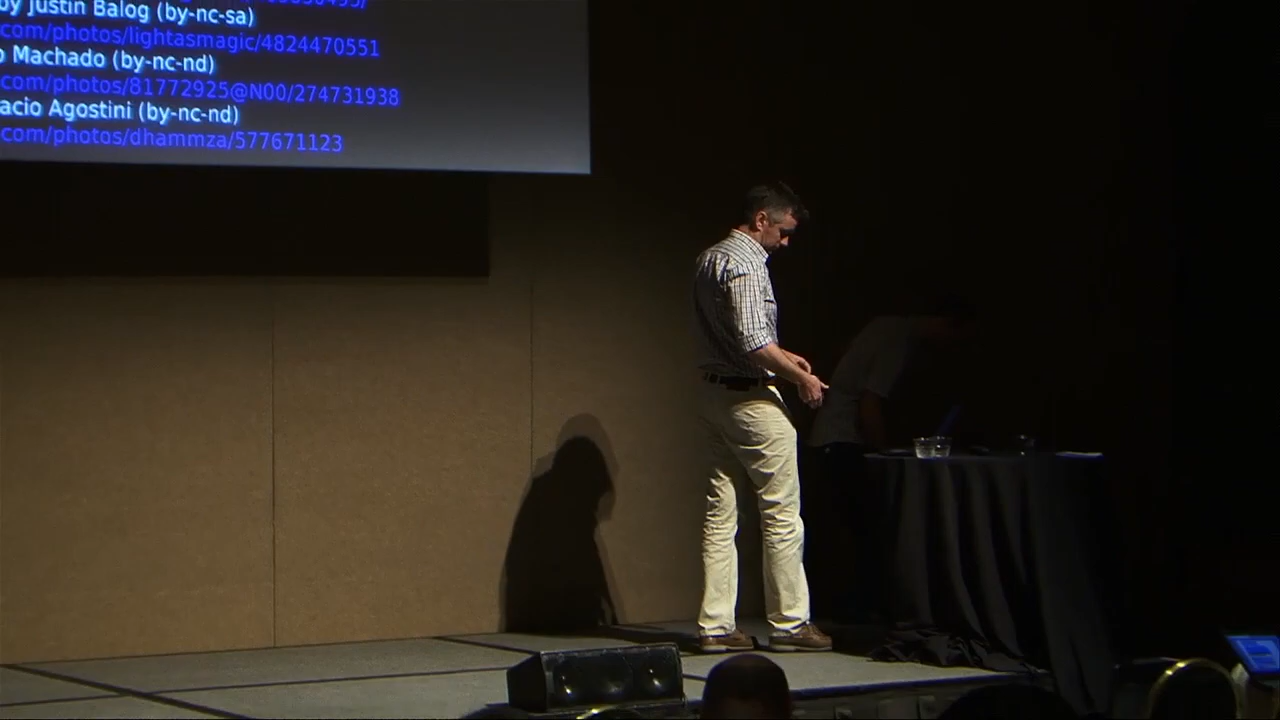 by Justin Balog (by-nc-sa)
com/photos/lightasmagic/4824470551
o Machado (by-nc-nd)
com/photos/81772925@N00/274731938
acio Agostini (by-nc-nd)
com/photos/dhammza/577671123